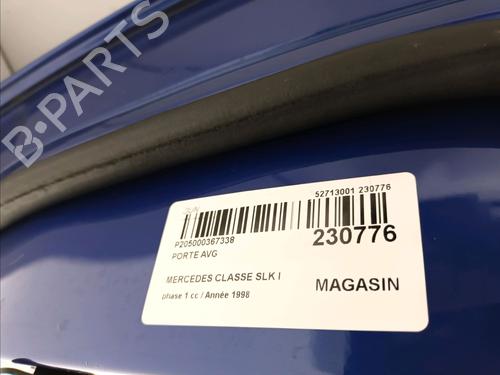 B-PARTS
52713001 230776
P205000367338
230776
PORTE AVG
MERCEDES CLASSE SLK I
MAGASIN
phase 1 cc / Année 1998